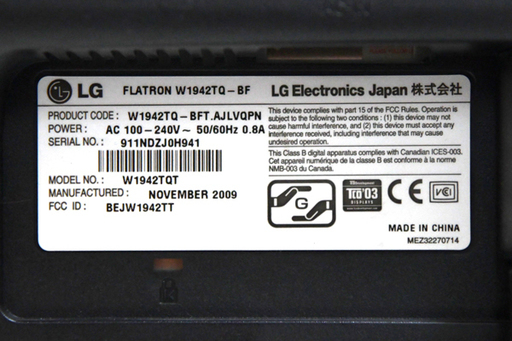 LG FLATRON W1942TQ-BF LG Electronics Japan 株式会社
PRODUCT CODE : W1942TQ-BFT.AJLVQPN
POWER : AC 100-240V~ 50/60Hz 0.8A
SERIAL NO. : 911NDZJ0H941
MODEL NO. : W1942TQT
MANUFACTURED : NOVEMBER 2009
FCC ID : BEJW1942TT
This device complies with part 15 of the FCC Rules. Operation is
subject to the following two conditions : (1) this device may not
cause harmful interference, and (2) this device must accept any
interference received, including interference that may cause
undesired operation.
This Class B digital apparatus complies with Canadian ICES-003.
Cet appareil numérique de la classe B est conforme à la norme
NMB-003 du Canada.
G
TCO'03
DISPLAYS
CE
VCI
MADE IN CHINA
MEZ32270714